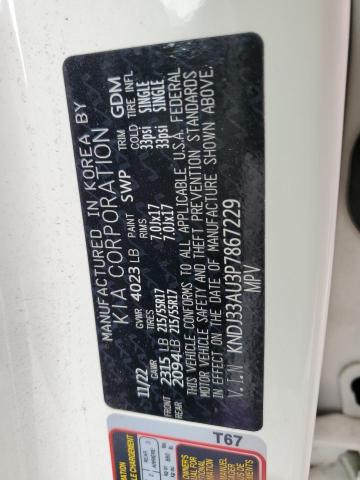 MANUFACTURED IN KOREA BY
KIA CORPORATION
11/22 GVWR 4023 LB PAINT SWP TRIM GDM
GAWR TIRES RIMS COLD TIRE INFL
FRONT 2315 LB 215/55R17 7.0JX17 33psi SINGLE
REAR 2094 LB 215/55R17 7.0JX17 33psi SINGLE
THIS VEHICLE CONFORMS TO ALL APPLICABLE U.S.A. FEDERAL
MOTOR VEHICLE SAFETY AND THEFT PREVENTION STANDARDS
IN EFFECT ON THE DATE OF MANUFACTURE SHOWN ABOVE.
V.I.N KNDJ33AU3P7867229
MPV
T67
REAR